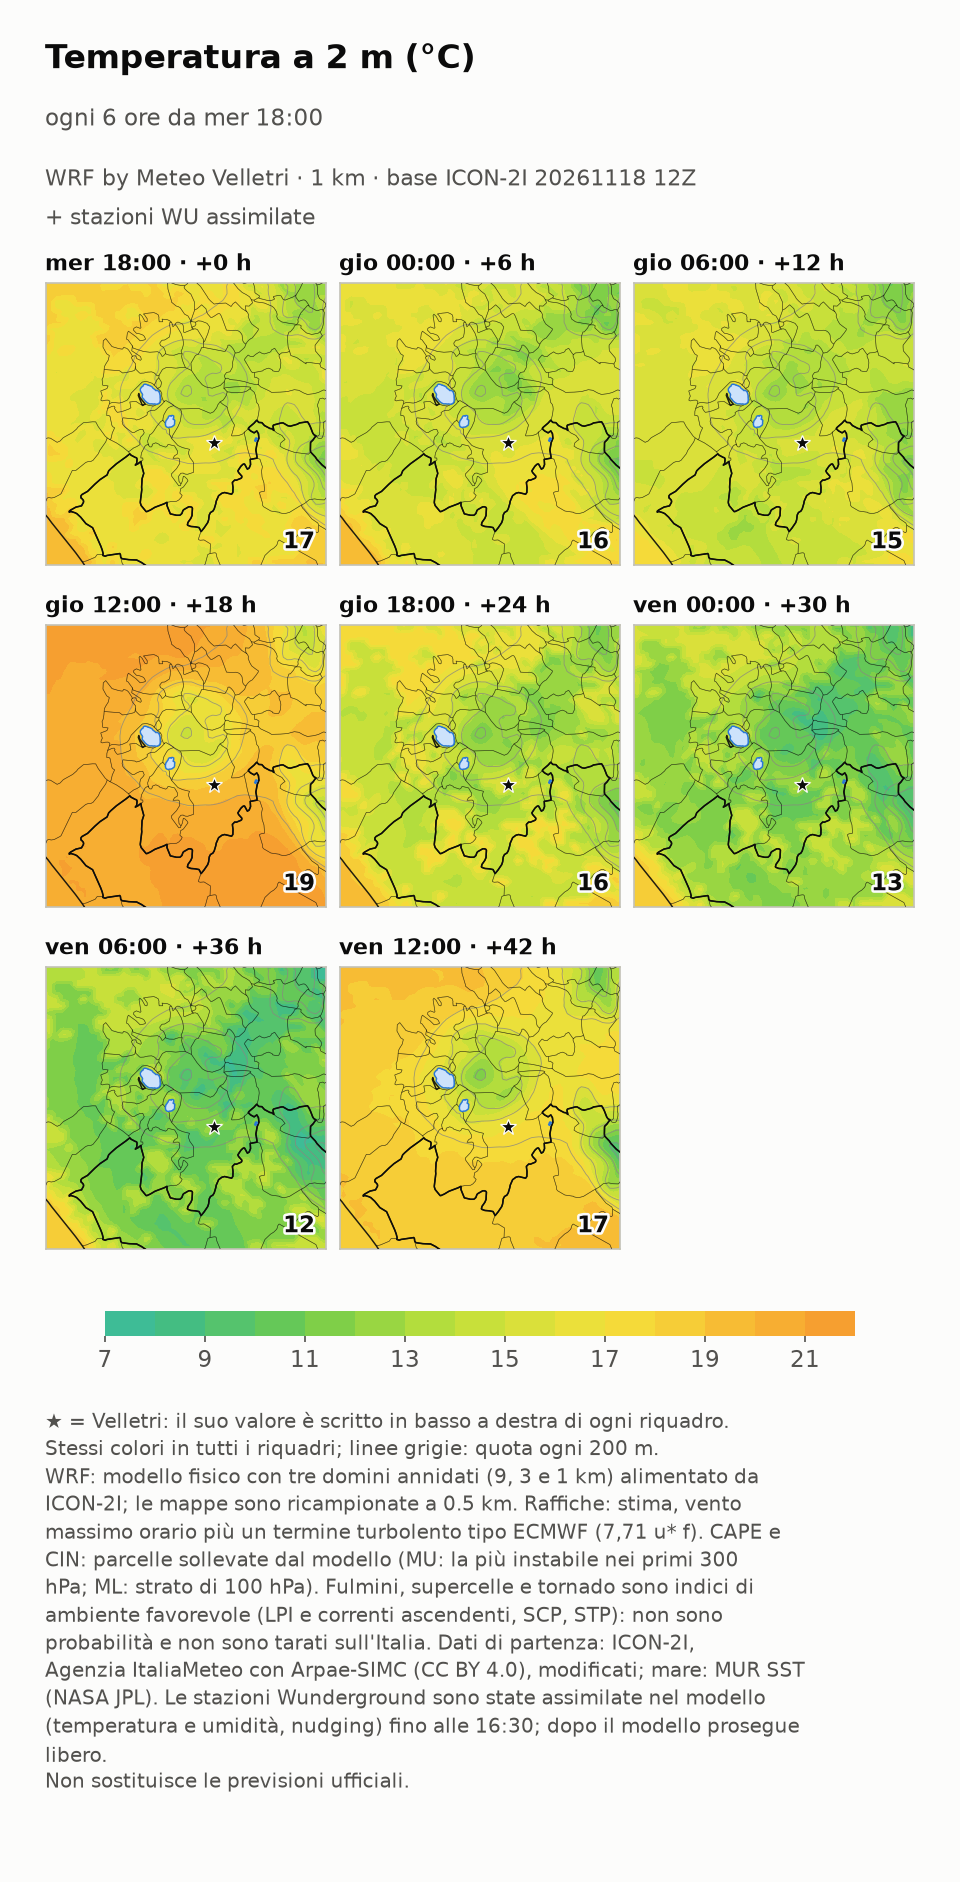 Temperatura a 2 m (°C)
ogni 6 ore da mer 18:00
WRF by Meteo Velletri · 1 km · base ICON-2I 20261118 12Z
+ stazioni WU assimilate
mer 18:00 · +0 h
gio 00:00 · +6 h
gio 06:00 · +12 h
17
16
15
gio 12:00 · +18 h
gio 18:00 · +24 h
ven 00:00 · +30 h
19
16
13
ven 06:00 · +36 h
ven 12:00 · +42 h
12
17
7 9 11 13 15 17 19 21
★ = Velletri: il suo valore è scritto in basso a destra di ogni riquadro.
Stessi colori in tutti i riquadri; linee grigie: quota ogni 200 m.
WRF: modello fisico con tre domini annidati (9, 3 e 1 km) alimentato da
ICON-2I; le mappe sono ricampionate a 0.5 km. Raffiche: stima, vento
massimo orario più un termine turbolento tipo ECMWF (7,71 u* f). CAPE e
CIN: parcelle sollevate dal modello (MU: la più instabile nei primi 300
hPa; ML: strato di 100 hPa). Fulmini, supercelle e tornado sono indici di
ambiente favorevole (LPI e correnti ascendenti, SCP, STP): non sono
probabilità e non sono tarati sull'Italia. Dati di partenza: ICON-2I,
Agenzia ItaliaMeteo con Arpae-SIMC (CC BY 4.0), modificati; mare: MUR SST
(NASA JPL). Le stazioni Wunderground sono state assimilate nel modello
(temperatura e umidità, nudging) fino alle 16:30; dopo il modello prosegue
libero.
Non sostituisce le previsioni ufficiali.